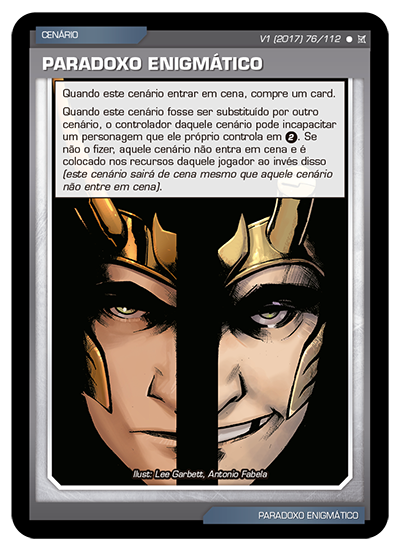 CENÁRIO
V1 (2017) 76/112
PARADOXO ENIGMÁTICO
Quando este cenário entrar em cena, compre um card.
Quando este cenário fosse ser substituído por outro
cenário, o controlador daquele cenário pode incapacitar
um personagem que ele próprio controla em 2. Se
não o fizer, aquele cenário não entra em cena e é
colocado nos recursos daquele jogador ao invés disso
(este cenário sairá de cena mesmo que aquele cenário
não entre em cena).
Ilust: Lee Garbett, Antonio Fabela
PARADOXO ENIGMÁTICO